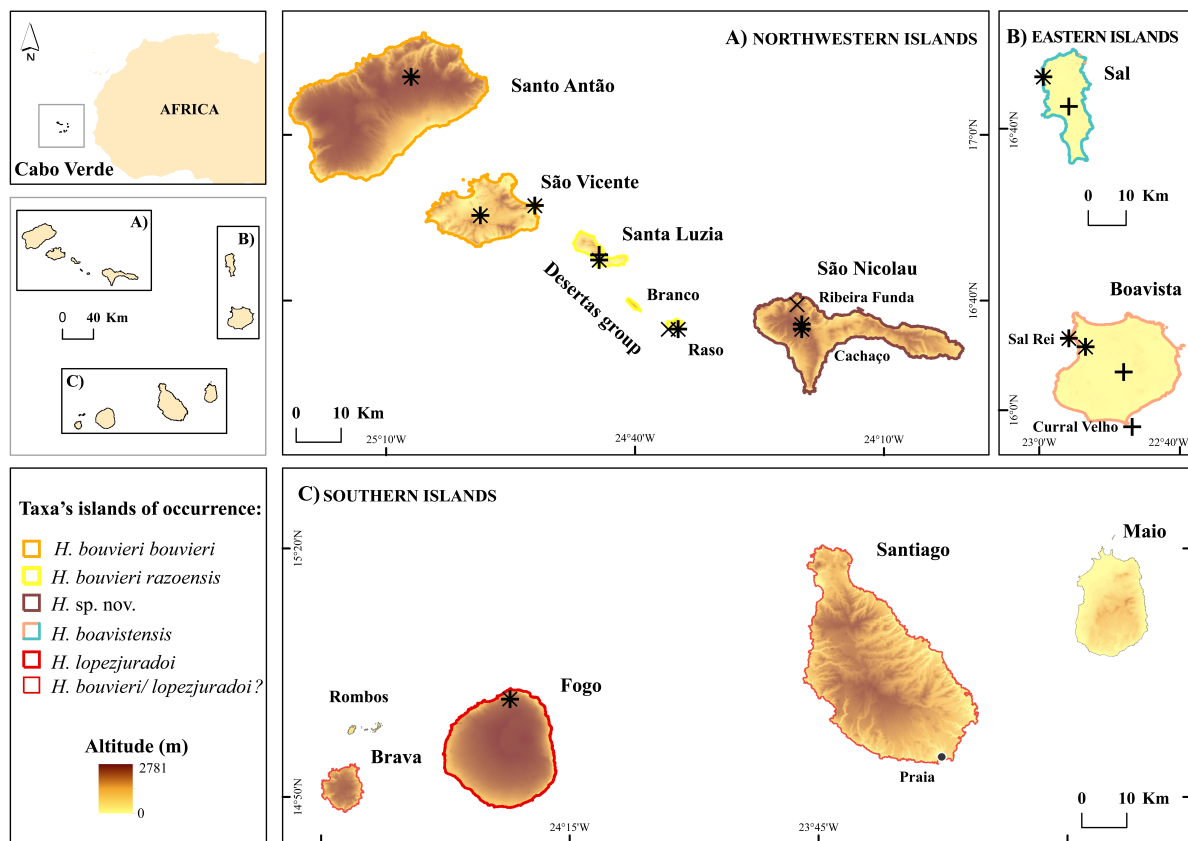 N
AFRICA
Cabo Verde
A)
B)
0 40 Km
C)
Taxa's islands of occurrence:
H. bouvieri bouvieri
H. bouvieri razoensis
H. sp. nov.
H. boavistensis
H. lopezjuradoi
H. bouvieri/ lopezjuradoi?
Altitude (m)
2781
0
A) NORTHWESTERN ISLANDS
Santo Antão
São Vicente
Santa Luzia
Desertas group
Branco
Raso
São Nicolau
Ribeira Funda
Cachaço
0 10 Km
17°0'N
16°40'N
25°10'W
24°40'W
24°10'W
B) EASTERN ISLANDS
Sal
16°40'N
0 10 Km
Boavista
Sal Rei
Curral Velho
16°0'N
23°0'W
22°40'W
C) SOUTHERN ISLANDS
15°20'N
Santiago
Maio
Fogo
Rombos
Brava
Praia
14°50'N
0 10 Km
24°15'W
23°45'W